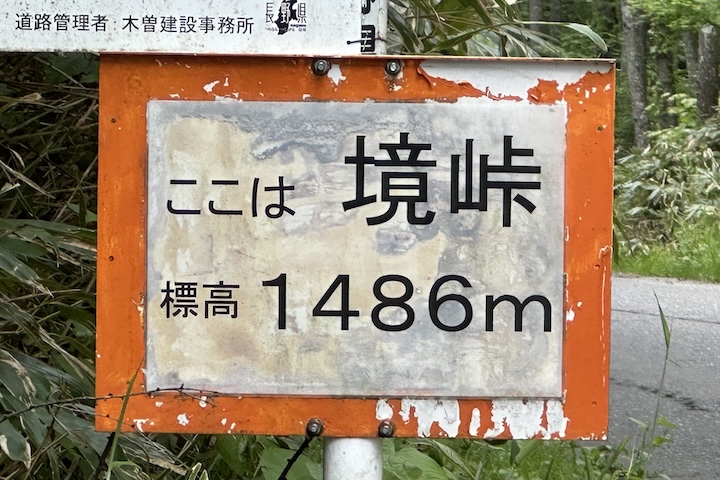 道路管理者：木曽建設事務所 長野県
ここは 境峠
標高 1486m